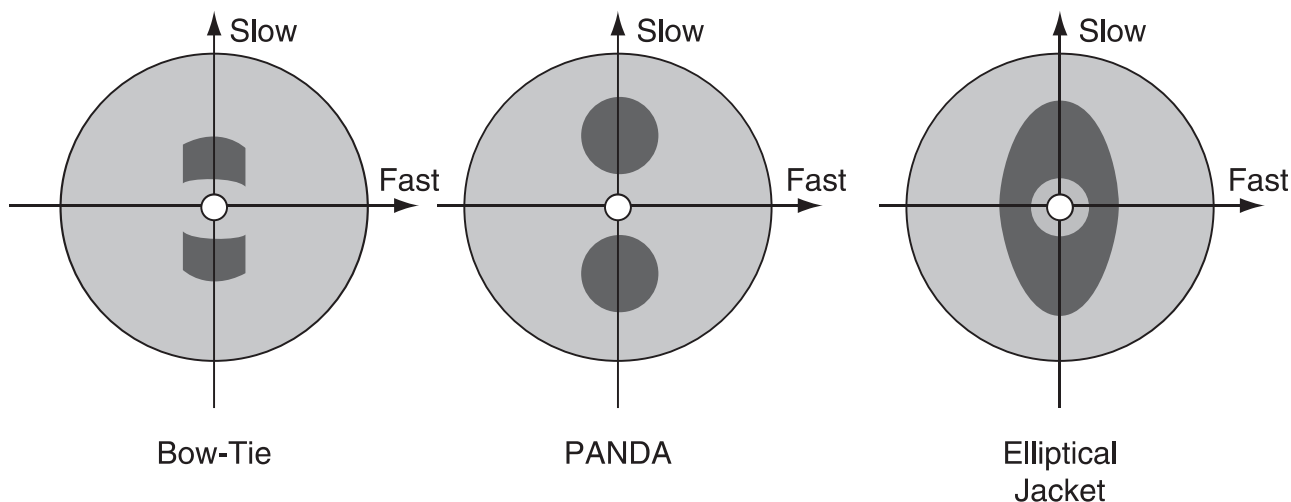 Slow
Fast
Bow-Tie
Slow
Fast
PANDA
Slow
Fast
Elliptical
Jacket